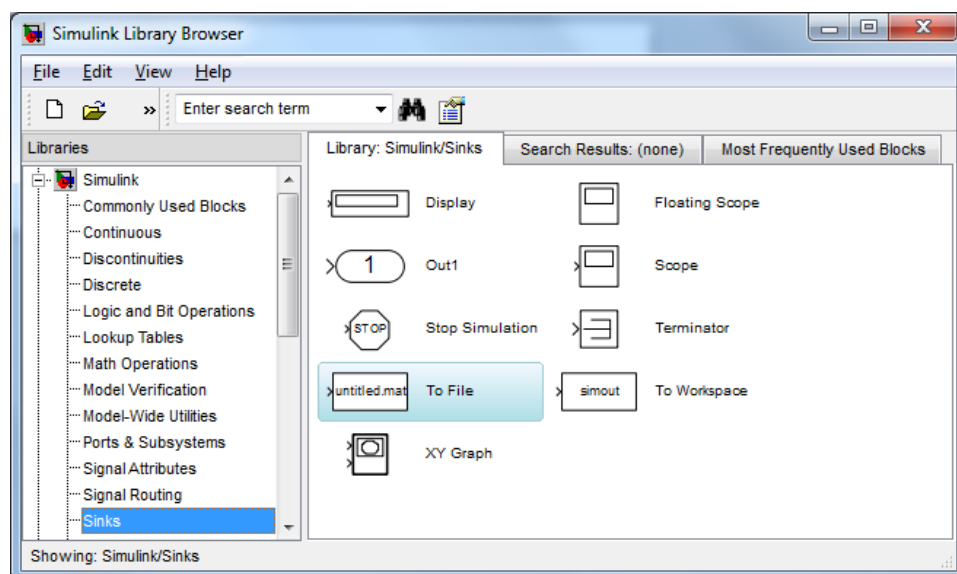 Simulink Library Browser
File Edit View Help
» Enter search term
Libraries
Library: Simulink/Sinks
Search Results: (none)
Most Frequently Used Blocks
Simulink
Commonly Used Blocks
Continuous
Discontinuities
Discrete
Logic and Bit Operations
Lookup Tables
Math Operations
Model Verification
Model-Wide Utilities
Ports & Subsystems
Signal Attributes
Signal Routing
Sinks
Display
Floating Scope
1 Out1
Scope
STOP Stop Simulation
Terminator
untitled.mat To File
simout To Workspace
XY Graph
Showing: Simulink/Sinks